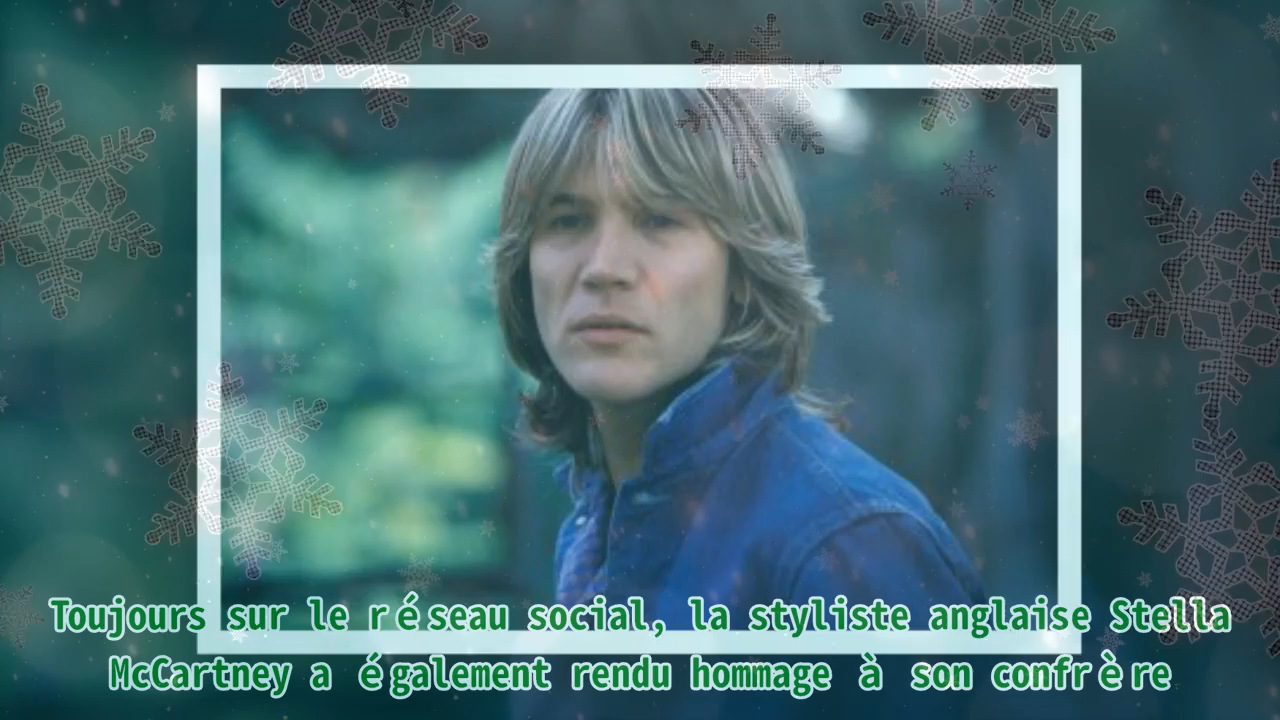 Toujours sur le réseau social, la styliste anglaise Stella
McCartney a également rendu hommage à son confrère